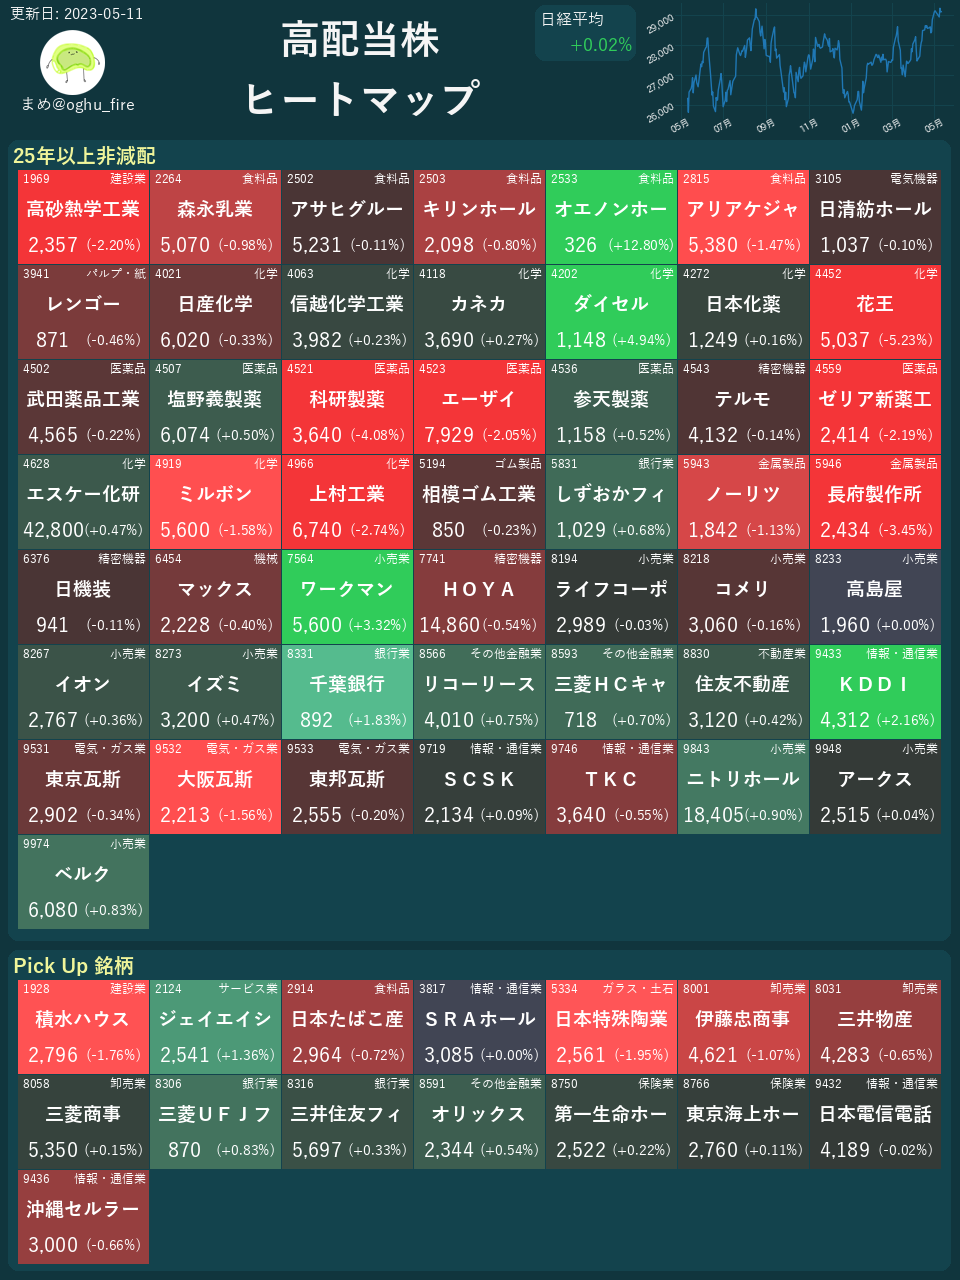 更新日: 2023-05-11
まめ@oghu_fire
高配当株
ヒートマップ
日経平均
+0.02%
29,000
28,000
27,000
26,000
05月 07月 09月 11月 01月 03月 05月
25年以上非減配
1969 建設業 2264 食料品 2502 食料品 2503 食料品 2533 食料品 2815 食料品 3105 電気機器
高砂熱学工業 森永乳業 アサヒグルー キリンホール オエノンホー アリアケジャ 日清紡ホール
2,357 (-2.20%) 5,070 (-0.98%) 5,231 (-0.11%) 2,098 (-0.80%) 326 (+12.80%) 5,380 (-1.47%) 1,037 (-0.10%)
3941 パルプ・紙 4021 化学 4063 化学 4118 化学 4202 化学 4272 化学 4452 化学
レンゴー 日産化学 信越化学工業 カネカ ダイセル 日本化薬 花王
871 (-0.46%) 6,020 (-0.33%) 3,982 (+0.23%) 3,690 (+0.27%) 1,148 (+4.94%) 1,249 (+0.16%) 5,037 (-5.23%)
4502 医薬品 4507 医薬品 4521 医薬品 4523 医薬品 4536 医薬品 4543 精密機器 4559 医薬品
武田薬品工業 塩野義製薬 科研製薬 エーザイ 参天製薬 テルモ ゼリア新薬工
4,565 (-0.22%) 6,074 (+0.50%) 3,640 (-4.08%) 7,929 (-2.05%) 1,158 (+0.52%) 4,132 (-0.14%) 2,414 (-2.19%)
4628 化学 4919 化学 4966 化学 5194 ゴム製品 5831 銀行業 5943 金属製品 5946 金属製品
エスケー化研 ミルボン 上村工業 相模ゴム工業 しずおかフィ ノーリツ 長府製作所
42,800(+0.47%) 5,600 (-1.58%) 6,740 (-2.74%) 850 (-0.23%) 1,029 (+0.68%) 1,842 (-1.13%) 2,434 (-3.45%)
6376 精密機器 6454 機械 7564 小売業 7741 精密機器 8194 小売業 8218 小売業 8233 小売業
日機装 マックス ワークマン ＨＯＹＡ ライフコーポ コメリ 高島屋
941 (-0.11%) 2,228 (-0.40%) 5,600 (+3.32%) 14,860(-0.54%) 2,989 (-0.03%) 3,060 (-0.16%) 1,960 (+0.00%)
8267 小売業 8273 小売業 8331 銀行業 8566 その他金融業 8593 その他金融業 8830 不動産業 9433 情報・通信業
イオン イズミ 千葉銀行 リコーリース 三菱ＨＣキャ 住友不動産 ＫＤＤＩ
2,767 (+0.36%) 3,200 (+0.47%) 892 (+1.83%) 4,010 (+0.75%) 718 (+0.70%) 3,120 (+0.42%) 4,312 (+2.16%)
9531 電気・ガス業 9532 電気・ガス業 9533 電気・ガス業 9719 情報・通信業 9746 情報・通信業 9843 小売業 9948 小売業
東京瓦斯 大阪瓦斯 東邦瓦斯 ＳＣＳＫ ＴＫＣ ニトリホール アークス
2,902 (-0.34%) 2,213 (-1.56%) 2,555 (-0.20%) 2,134 (+0.09%) 3,640 (-0.55%) 18,405(+0.90%) 2,515 (+0.04%)
9974 小売業
ベルク
6,080 (+0.83%)
Pick Up 銘柄
1928 建設業 2124 サービス業 2914 食料品 3817 情報・通信業 5334 ガラス・土石 8001 卸売業 8031 卸売業
積水ハウス ジェイエイシ 日本たばこ産 ＳＲＡホール 日本特殊陶業 伊藤忠商事 三井物産
2,796 (-1.76%) 2,541 (+1.36%) 2,964 (-0.72%) 3,085 (+0.00%) 2,561 (-1.95%) 4,621 (-1.07%) 4,283 (-0.65%)
8058 卸売業 8306 銀行業 8316 銀行業 8591 その他金融業 8750 保険業 8766 保険業 9432 情報・通信業
三菱商事 三菱ＵＦＪフ 三井住友フィ オリックス 第一生命ホー 東京海上ホー 日本電信電話
5,350 (+0.15%) 870 (+0.83%) 5,697 (+0.33%) 2,344 (+0.54%) 2,522 (+0.22%) 2,760 (+0.11%) 4,189 (-0.02%)
9436 情報・通信業
沖縄セルラー
3,000 (-0.66%)